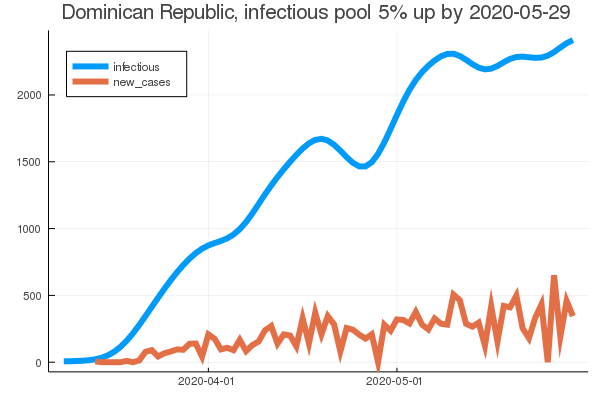 Dominican Republic, infectious pool 5% up by 2020-05-29
infectious
new_cases
2000
1500
1000
500
0
2020-04-01
2020-05-01